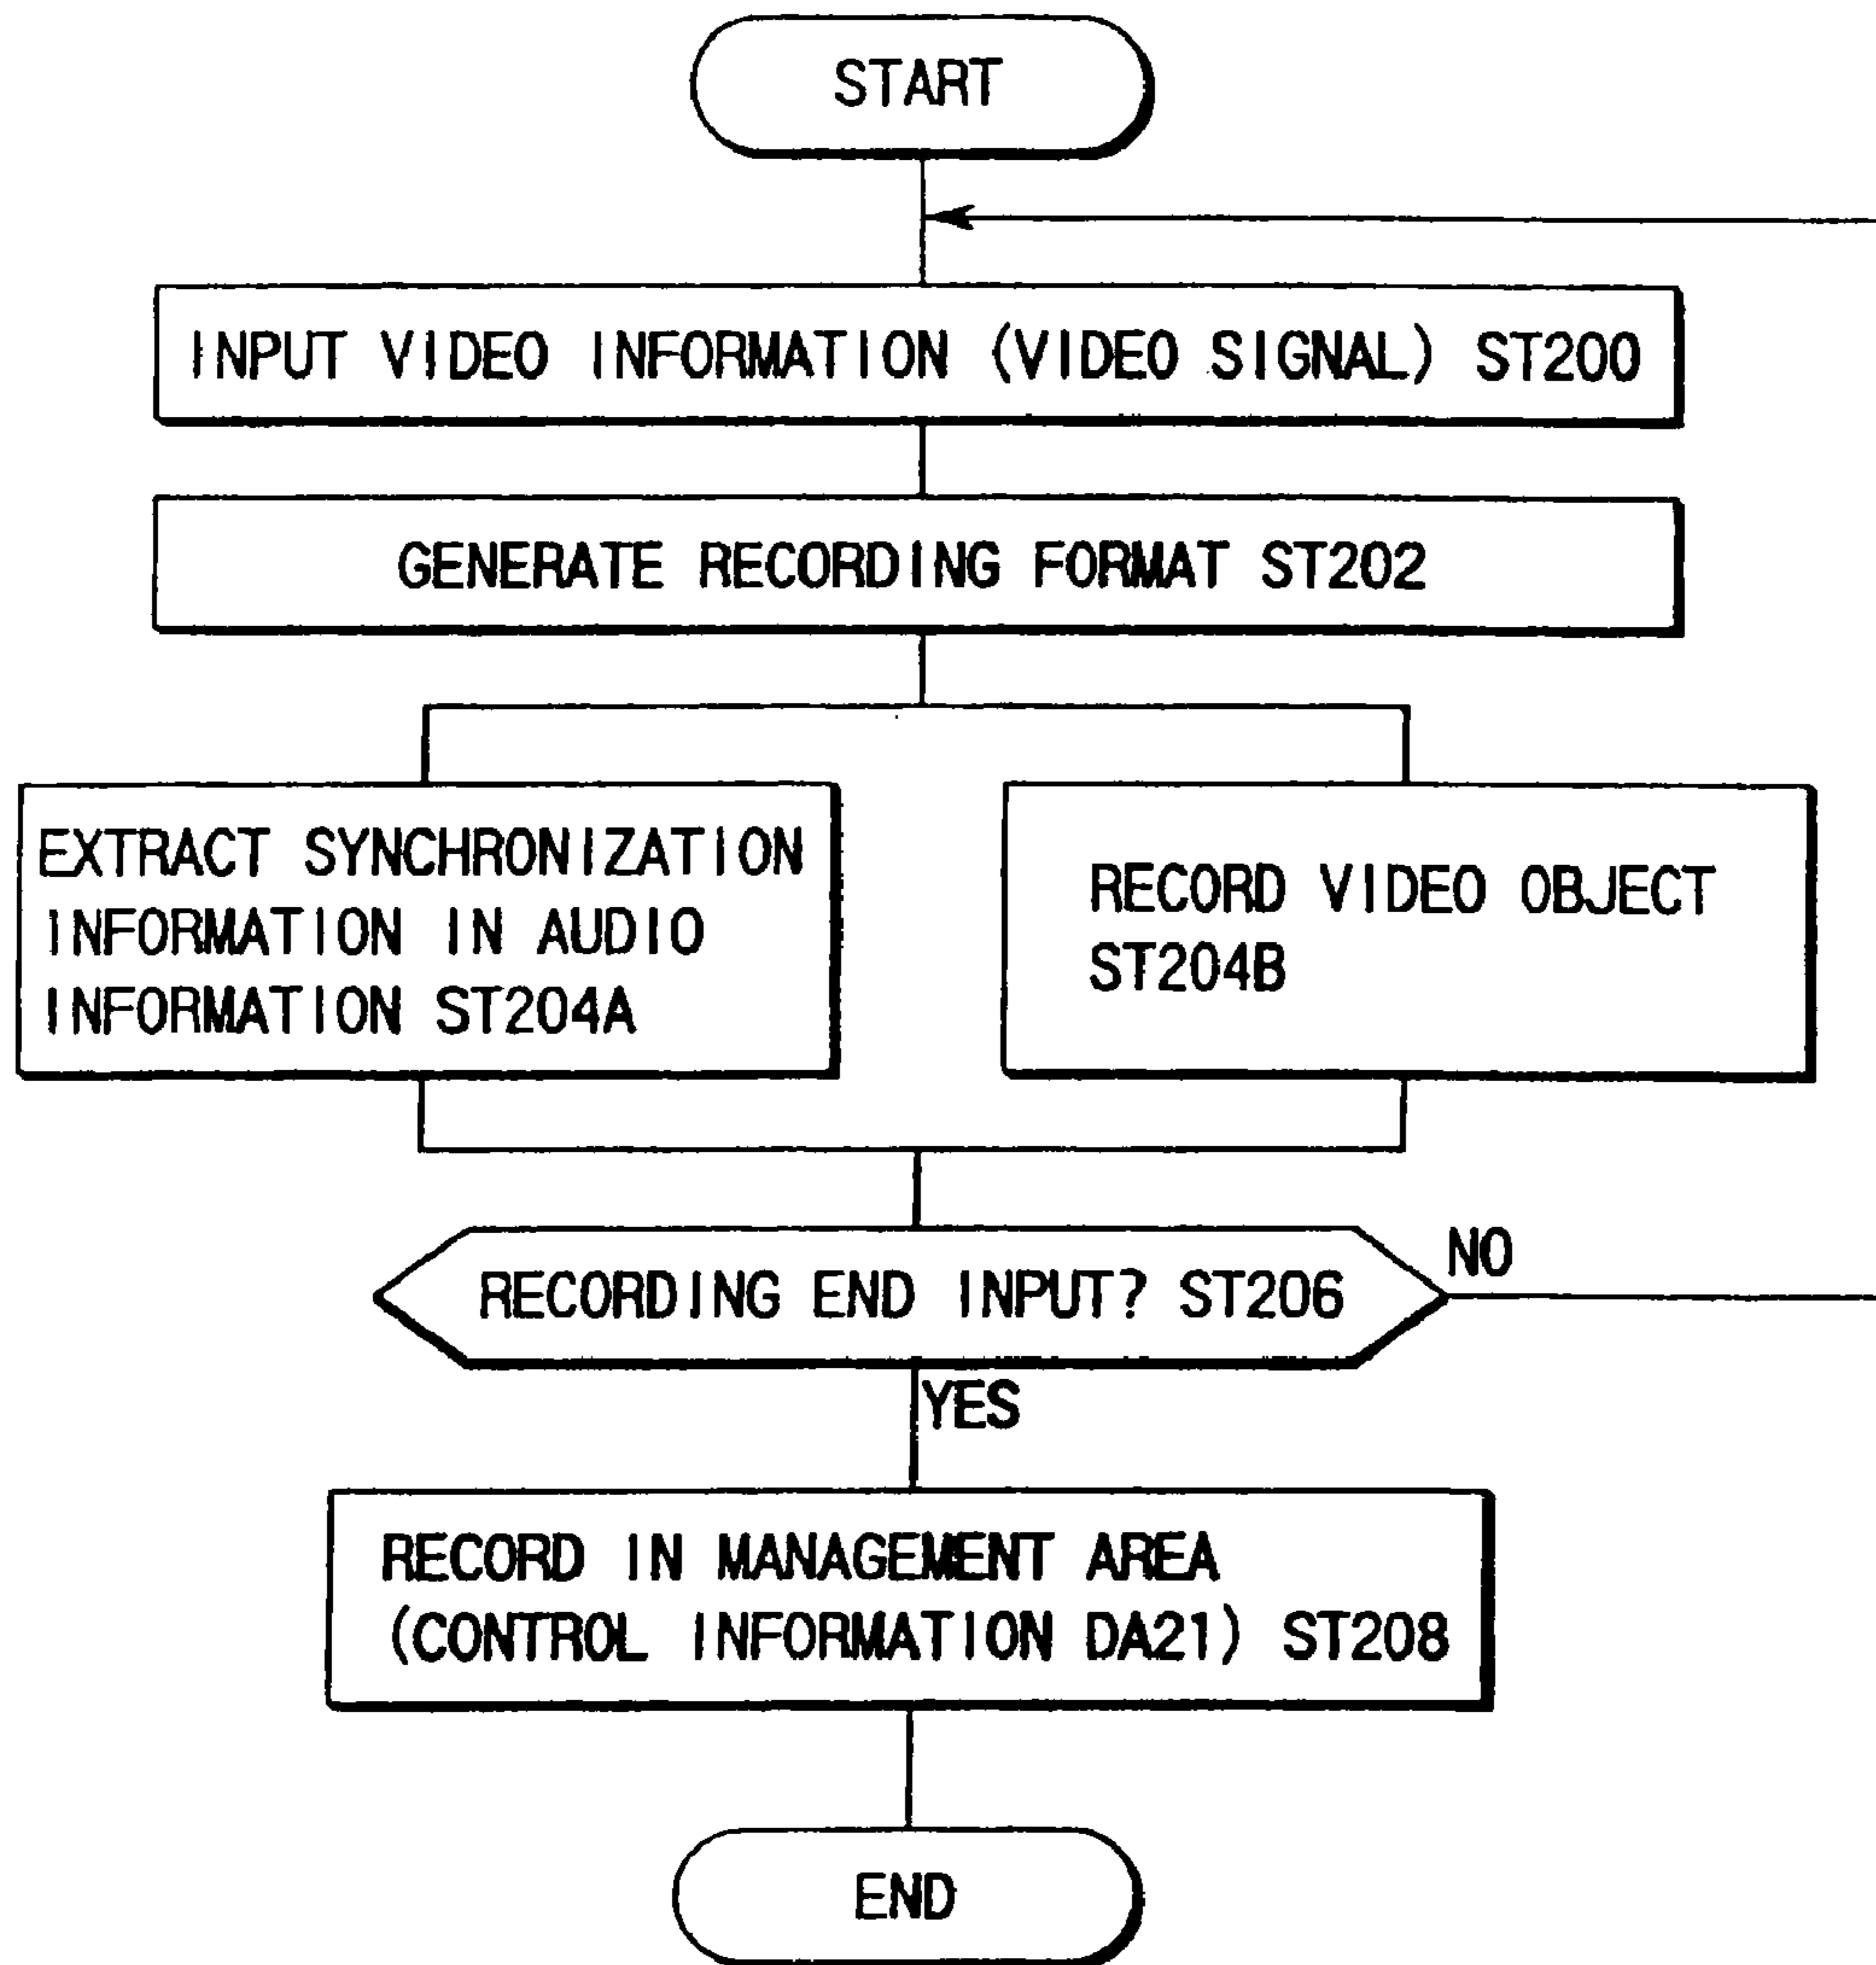 START
INPUT VIDEO INFORMATION (VIDEO SIGNAL) ST200
GENERATE RECORDING FORMAT ST202
EXTRACT SYNCHRONIZATION
INFORMATION IN AUDIO
INFORMATION ST204A
RECORD VIDEO OBJECT
ST204B
RECORDING END INPUT? ST206
NO
YES
RECORD IN MANAGEMENT AREA
(CONTROL INFORMATION DA21) ST208
END